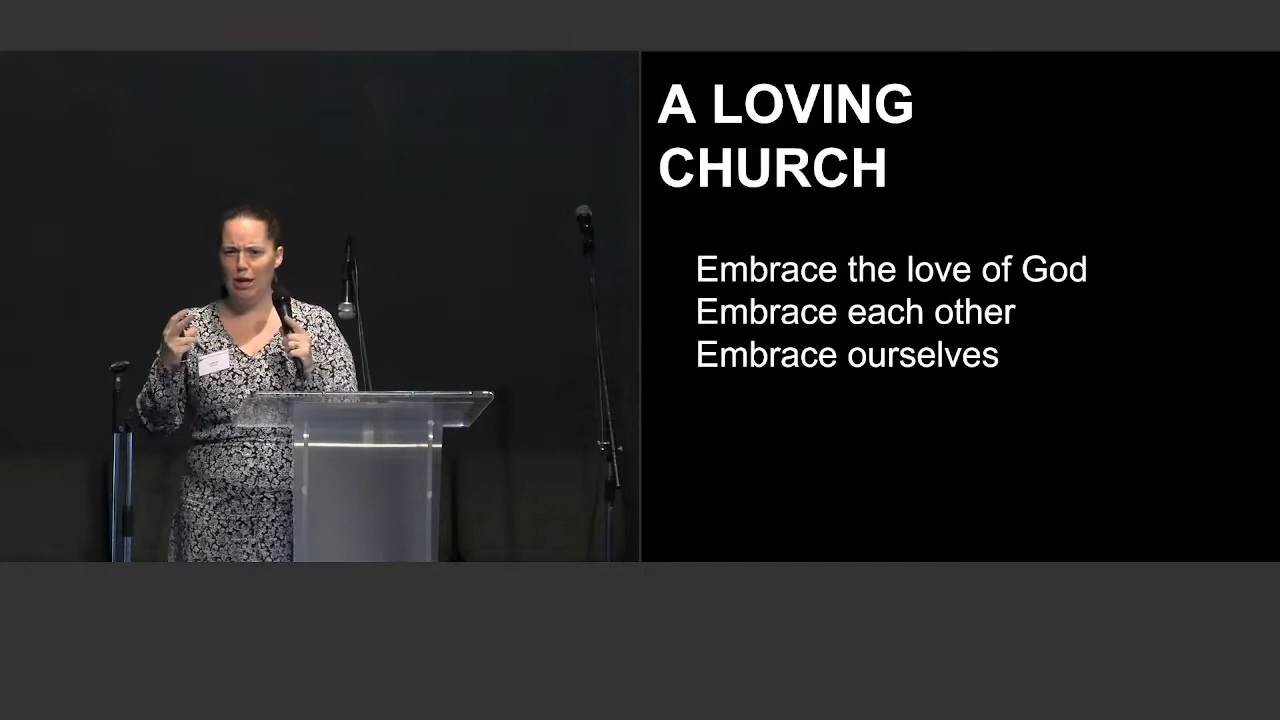 A LOVING
CHURCH
Embrace the love of God
Embrace each other
Embrace ourselves